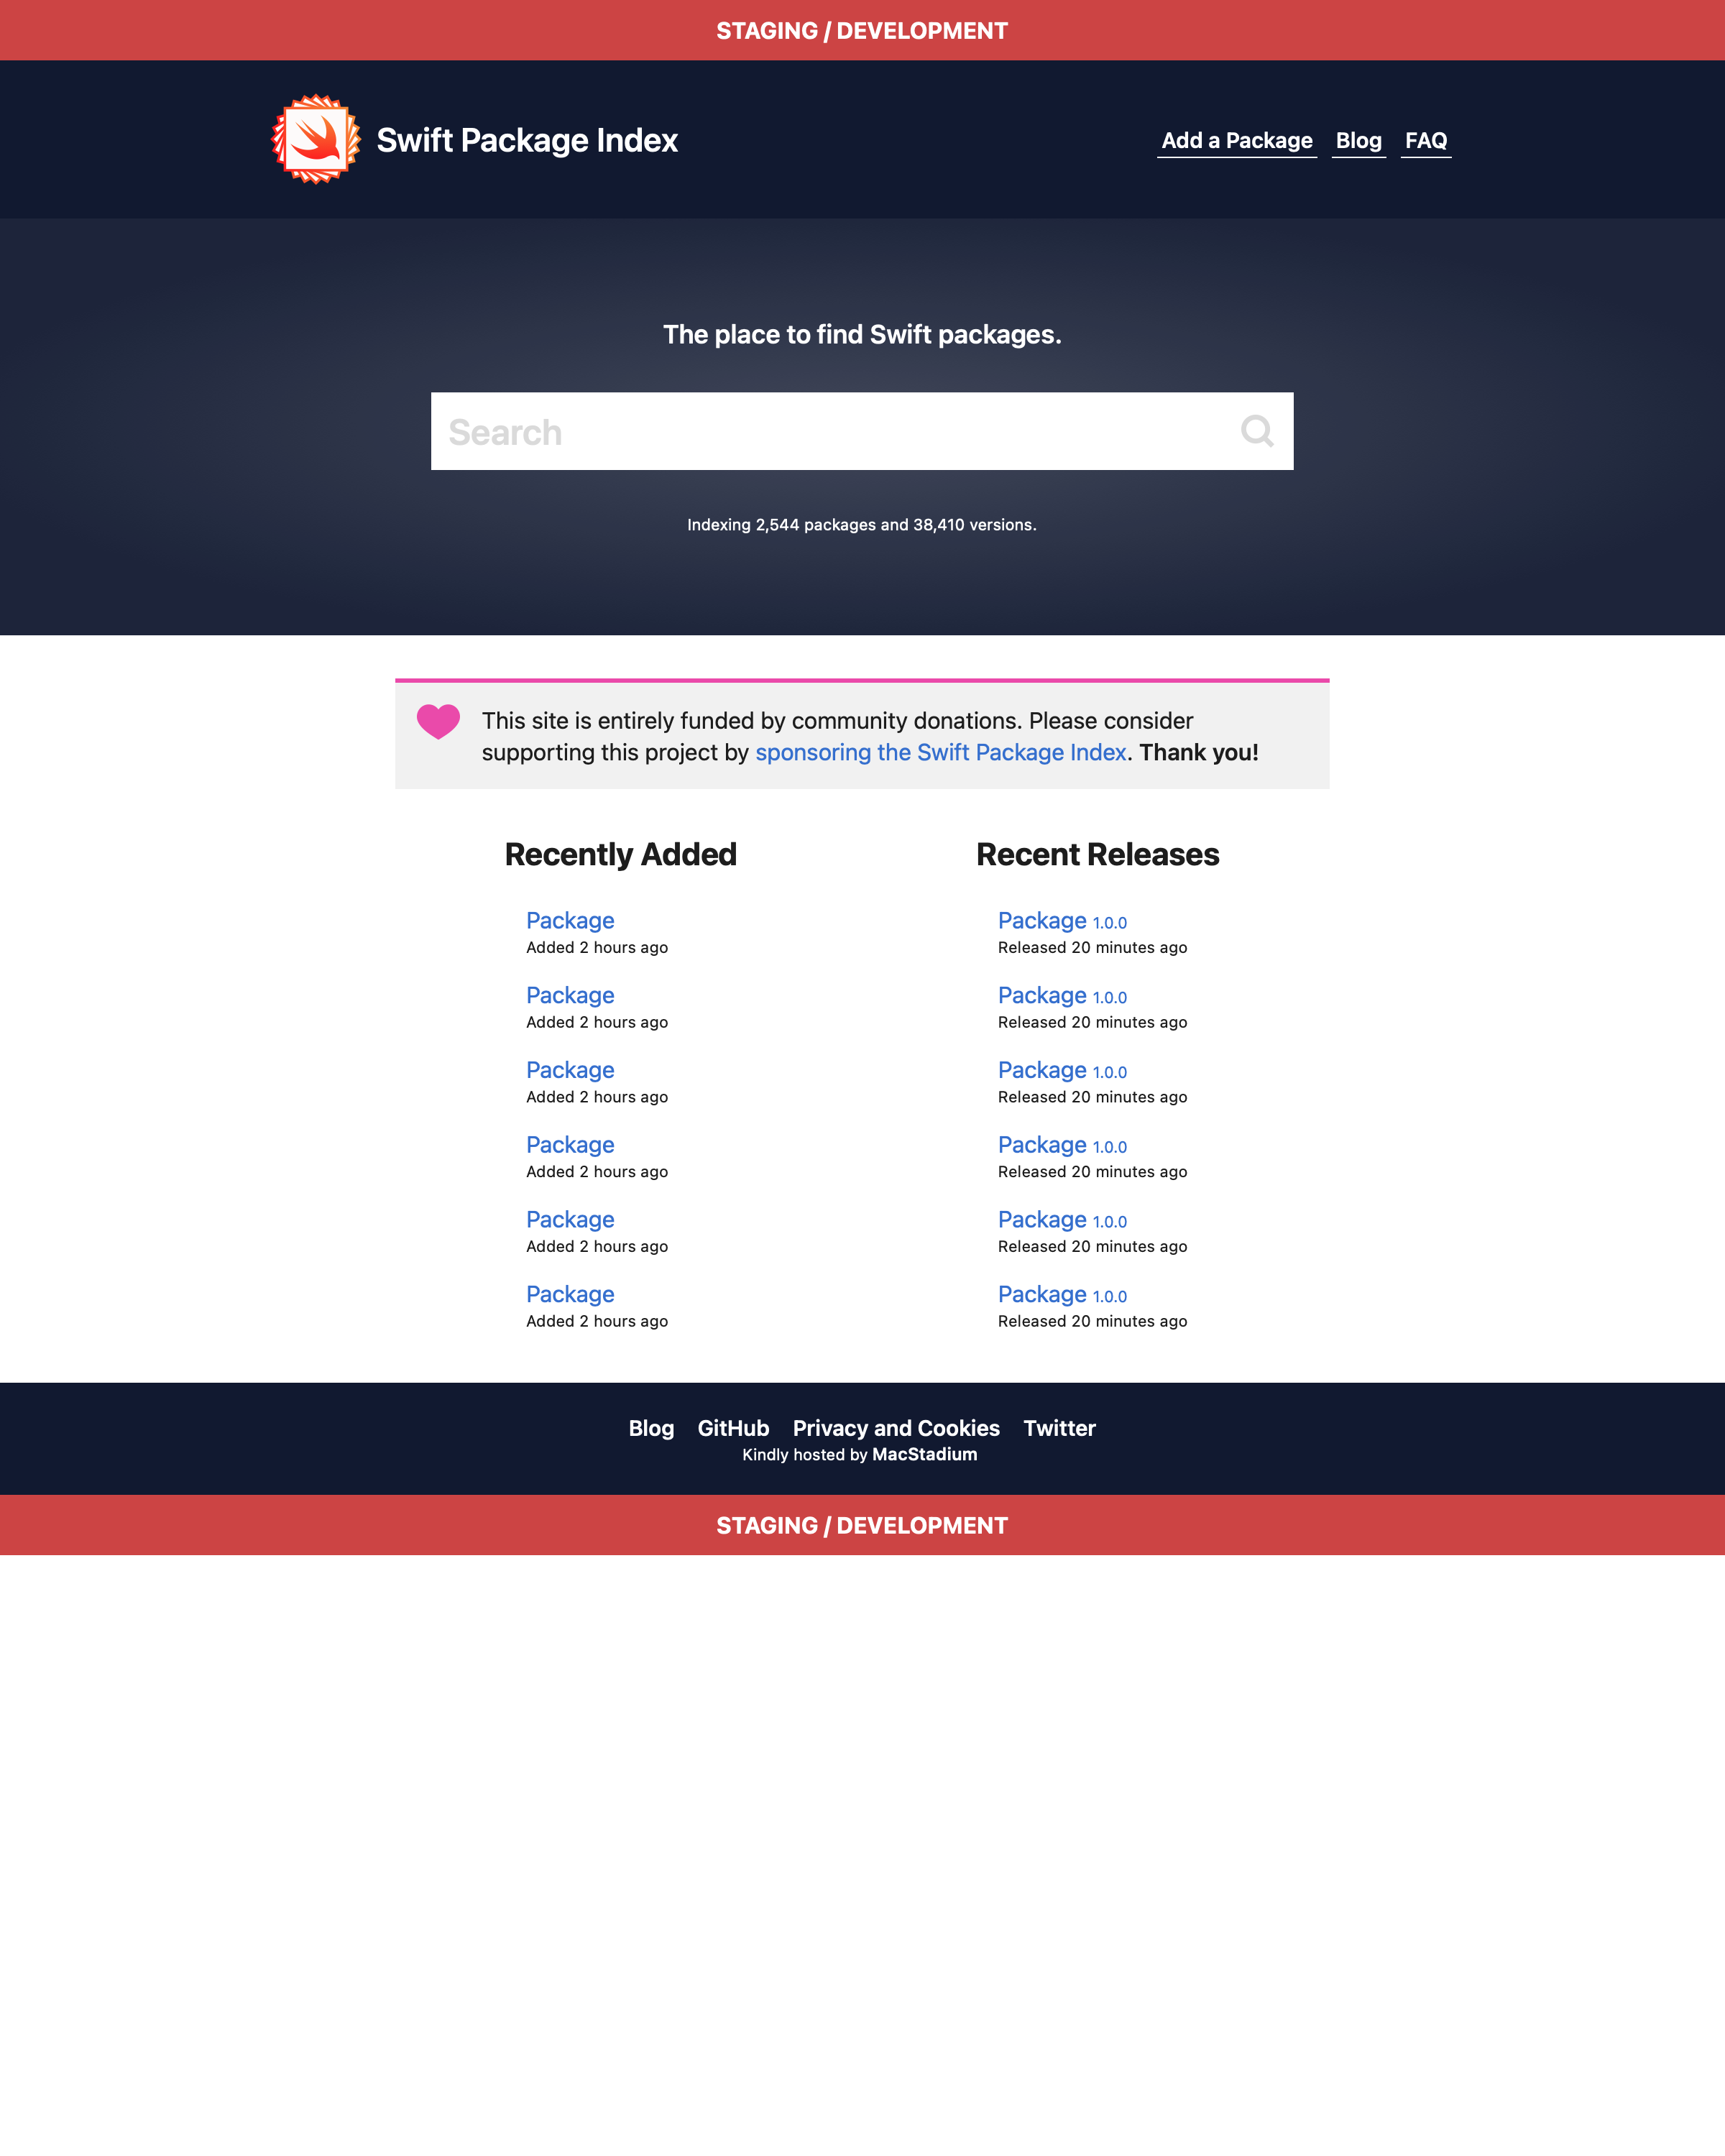 STAGING / DEVELOPMENT
Swift Package Index
Add a Package Blog FAQ
The place to find Swift packages.
Search
Indexing 2,544 packages and 38,410 versions.
This site is entirely funded by community donations. Please consider
supporting this project by sponsoring the Swift Package Index. Thank you!
Recently Added
Package
Added 2 hours ago
Package
Added 2 hours ago
Package
Added 2 hours ago
Package
Added 2 hours ago
Package
Added 2 hours ago
Package
Added 2 hours ago
Recent Releases
Package 1.0.0
Released 20 minutes ago
Package 1.0.0
Released 20 minutes ago
Package 1.0.0
Released 20 minutes ago
Package 1.0.0
Released 20 minutes ago
Package 1.0.0
Released 20 minutes ago
Package 1.0.0
Released 20 minutes ago
Blog GitHub Privacy and Cookies Twitter
Kindly hosted by MacStadium
STAGING / DEVELOPMENT